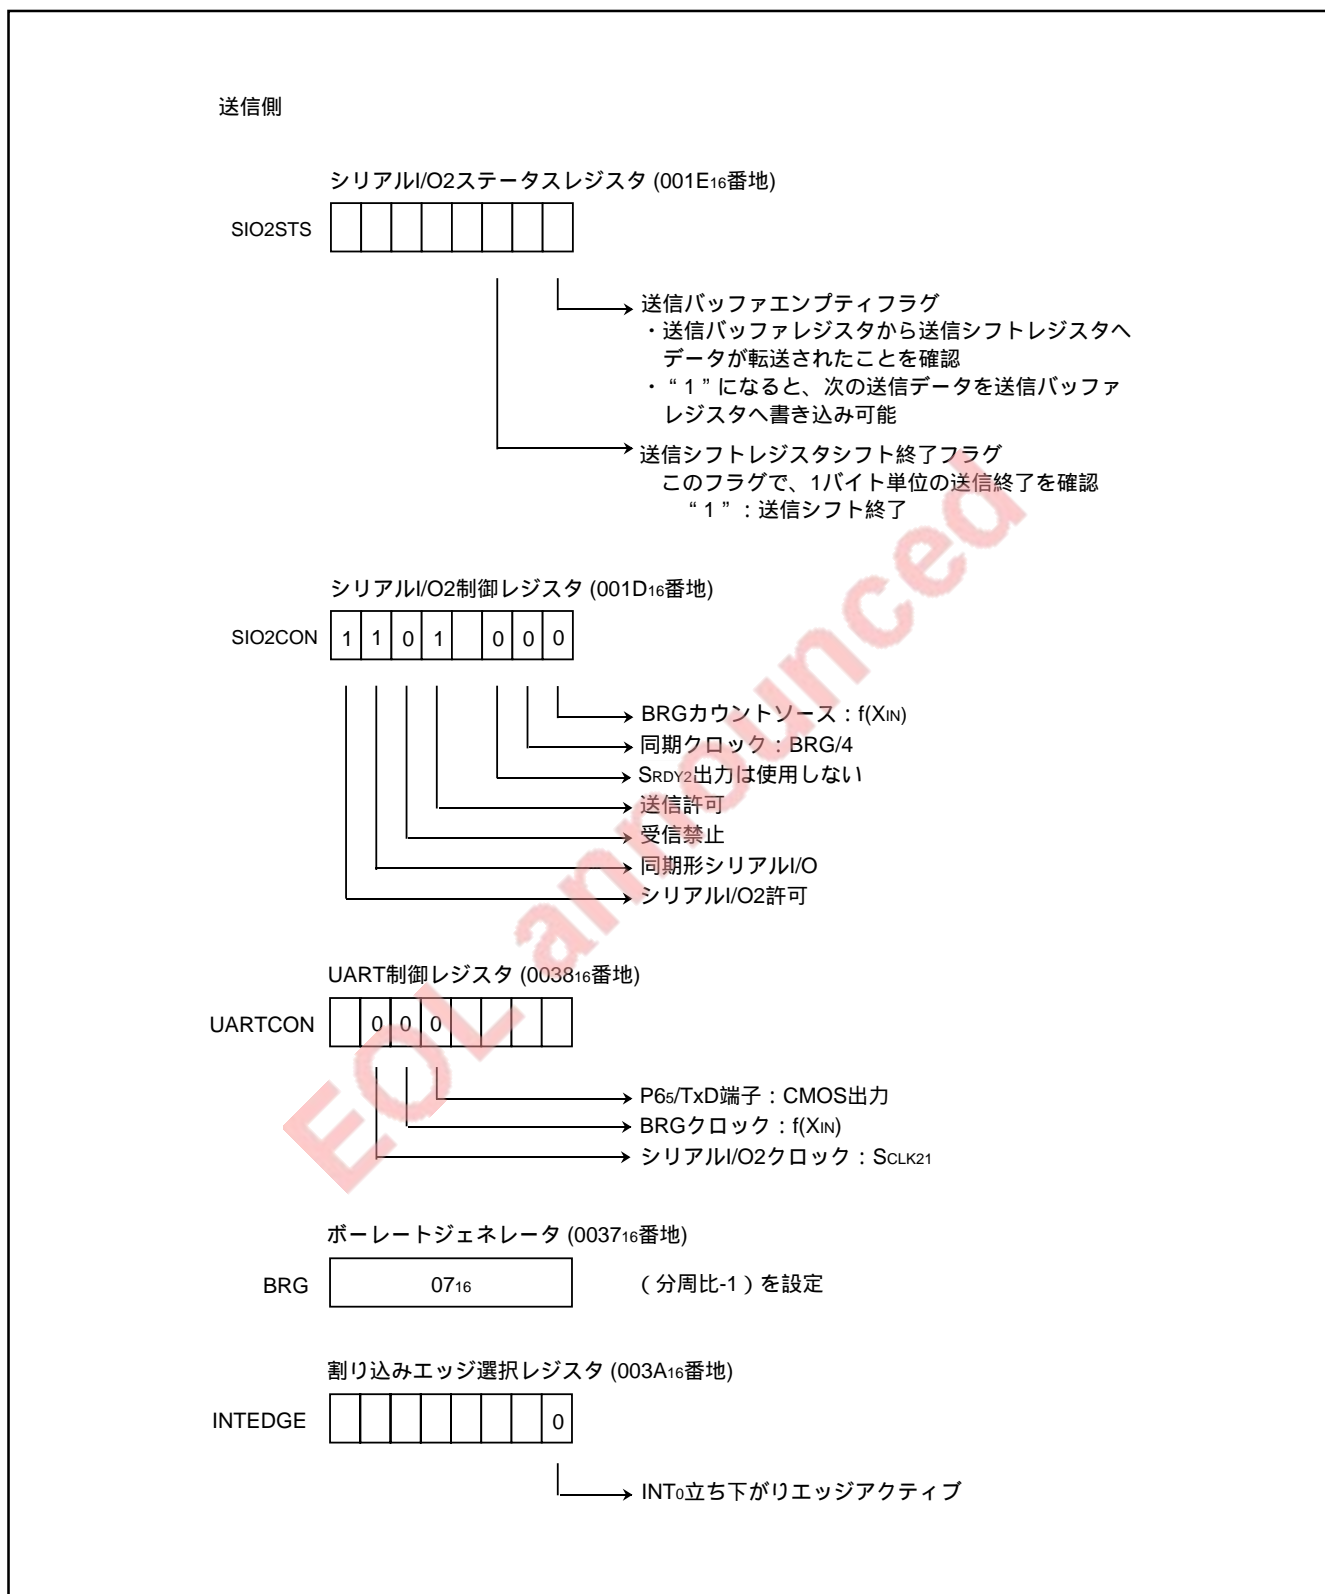 送信側
シリアルI/O2ステータスレジスタ (001E16番地)
SIO2STS
送信バッファエンプティフラグ
・送信バッファレジスタから送信シフトレジスタへ
データが転送されたことを確認
・“1”になると、次の送信データを送信バッファ
レジスタへ書き込み可能
送信シフトレジスタシフト終了フラグ
このフラグで、1バイト単位の送信終了を確認
“1”：送信シフト終了
シリアルI/O2制御レジスタ (001D16番地)
SIO2CON 1 1 0 1 0 0 0
BRGカウントソース：f(XIN)
同期クロック：BRG/4
SRDY2出力は使用しない
送信許可
受信禁止
同期形シリアルI/O
シリアルI/O2許可
UART制御レジスタ (003816番地)
UARTCON 0 0 0
P65/TxD端子：CMOS出力
BRGクロック：f(XIN)
シリアルI/O2クロック：SCLK21
ボーレートジェネレータ (003716番地)
BRG 0716 （分周比-1）を設定
割り込みエッジ選択レジスタ (003A16番地)
INTEDGE 0
INT0立ち下がりエッジアクティブ
EOL announced